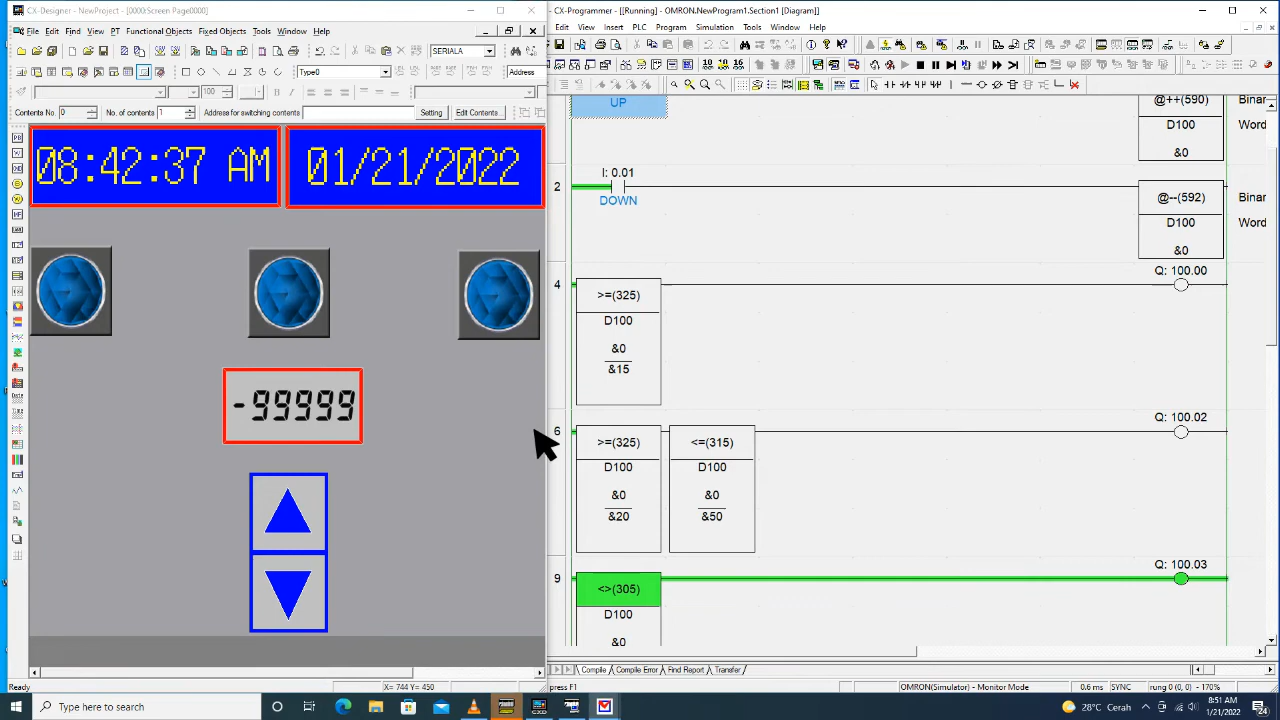 CX-Designer - NewProject - [0000:Screen Page0000]
File Edit Find View Draw PT Functional Objects Fixed Objects Tools Window Help
SERIALA
Type0
Address
100
Contents No. 0 No. of contents 1 Address for switching contents Setting Edit Contents...
08:42:37 AM
01/21/2022
-99999
Ready
X= 744 Y= 450
CX-Programmer - [[Running] - OMRON.NewProgram1.Section1 [Diagram]]
Edit View Insert PLC Program Simulation Tools Window Help
UP
@++(590)
Binar
D100
Word
&0
2
I: 0.01
DOWN
@--(592)
Binar
D100
Word
&0
4
>=(325)
D100
&0
&15
Q: 100.00
6
>=(325)
D100
&0
&20
<=(315)
D100
&0
&50
Q: 100.02
9
<>(305)
D100
&0
Q: 100.03
Compile Compile Error Find Report Transfer
press F1
OMRON(Simulator) - Monitor Mode
0.6 ms
SYNC
rung 0 (0, 0) - 170%
Type here to search
28°C Cerah
8:51 AM
1/21/2022